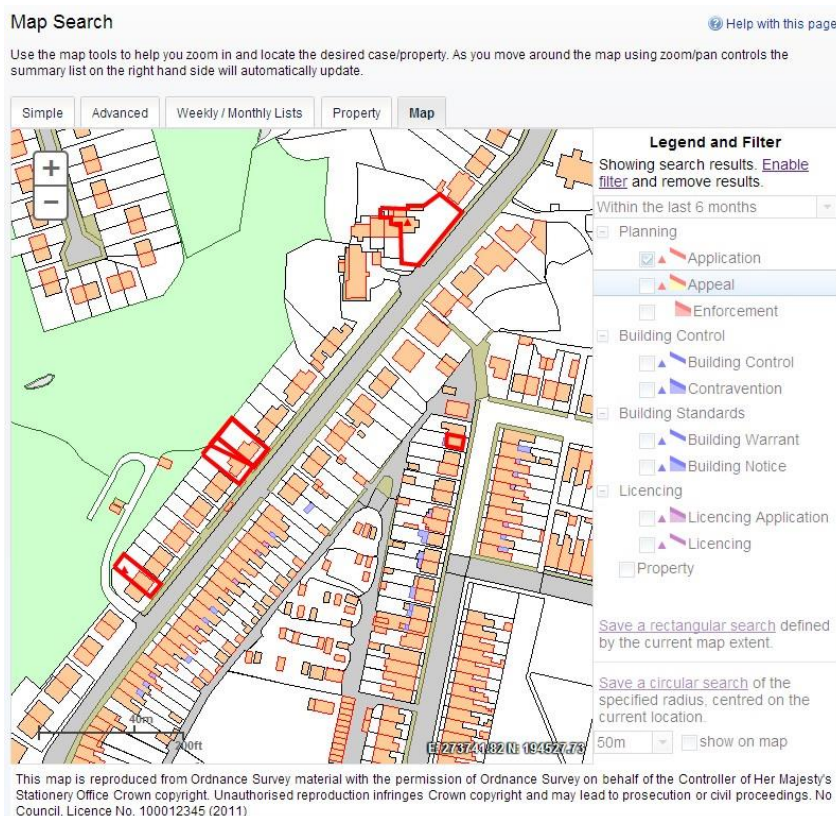 Map Search
Help with this page
Use the map tools to help you zoom in and locate the desired case/property. As you move around the map using zoom/pan controls the
summary list on the right hand side will automatically update.
Simple
Advanced
Weekly / Monthly Lists
Property
Map
+
−
Legend and Filter
Showing search results. Enable
filter and remove results.
Within the last 6 months
Planning
Application
Appeal
Enforcement
Building Control
Building Control
Contravention
Building Standards
Building Warrant
Building Notice
Licencing
Licencing Application
Licencing
Property
Save a rectangular search defined
by the current map extent.
Save a circular search of the
specified radius, centred on the
current location.
50m
show on map
40m
200ft
E: 273741.82 N: 194527.73
This map is reproduced from Ordnance Survey material with the permission of Ordnance Survey on behalf of the Controller of Her Majesty's
Stationery Office Crown copyright. Unauthorised reproduction infringes Crown copyright and may lead to prosecution or civil proceedings. No
Council. Licence No. 100012345 (2011)